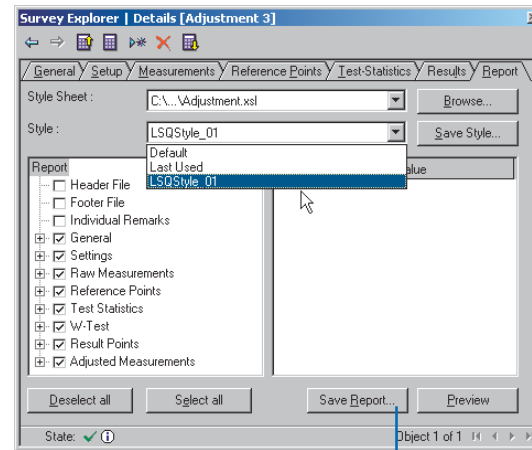 Survey Explorer | Details [Adjustment 3]
General Setup Measurements Reference Points Test-Statistics Results Report
Style Sheet : C:\...\Adjustment.xsl Browse...
Style : LSQStyle_01 Save Style...
Default
Last Used
LSQStyle_01
Report
Header File
Footer File
Individual Remarks
General
Settings
Raw Measurements
Reference Points
Test Statistics
W-Test
Result Points
Adjusted Measurements
Deselect all Select all Save Report... Preview
State: Object 1 of 1